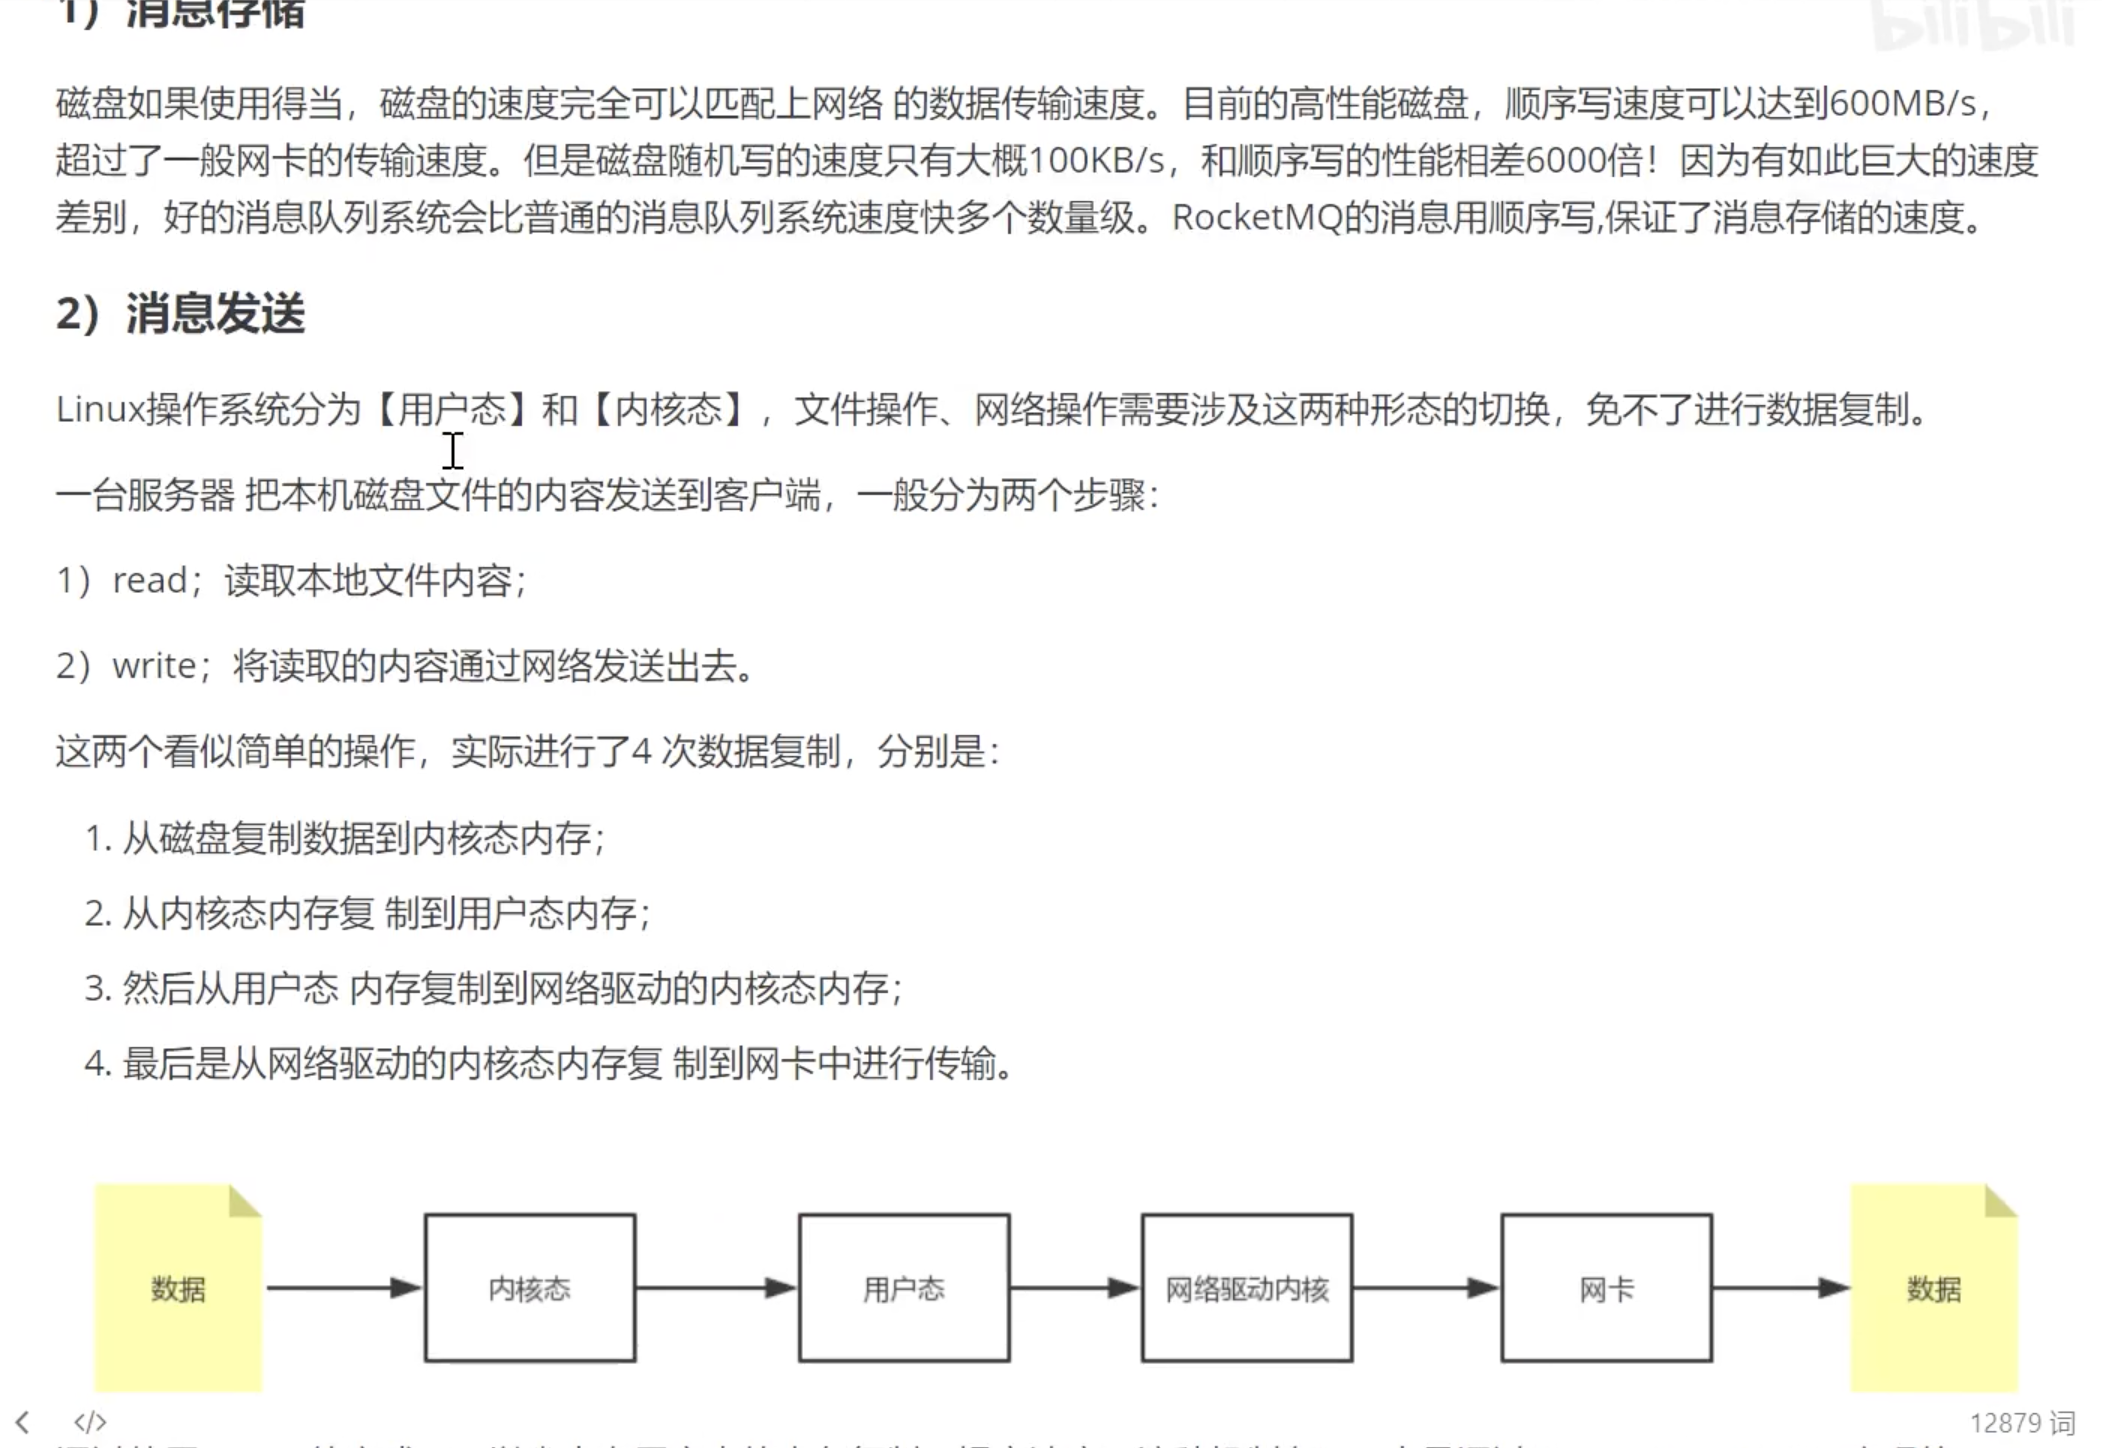 1）消息存储
bilibili
磁盘如果使用得当，磁盘的速度完全可以匹配上网络 的数据传输速度。目前的高性能磁盘，顺序写速度可以达到600MB/s，
超过了一般网卡的传输速度。但是磁盘随机写的速度只有大概100KB/s，和顺序写的性能相差6000倍！因为有如此巨大的速度
差别，好的消息队列系统会比普通的消息队列系统速度快多个数量级。RocketMQ的消息用顺序写,保证了消息存储的速度。
2）消息发送
Linux操作系统分为【用户态】和【内核态】，文件操作、网络操作需要涉及这两种形态的切换，免不了进行数据复制。
一台服务器 把本机磁盘文件的内容发送到客户端，一般分为两个步骤：
1）read；读取本地文件内容；
2）write；将读取的内容通过网络发送出去。
这两个看似简单的操作，实际进行了4 次数据复制，分别是：
1. 从磁盘复制数据到内核态内存；
2. 从内核态内存复 制到用户态内存；
3. 然后从用户态 内存复制到网络驱动的内核态内存；
4. 最后是从网络驱动的内核态内存复 制到网卡中进行传输。
数据
内核态
用户态
网络驱动内核
网卡
数据
</> 12879 词